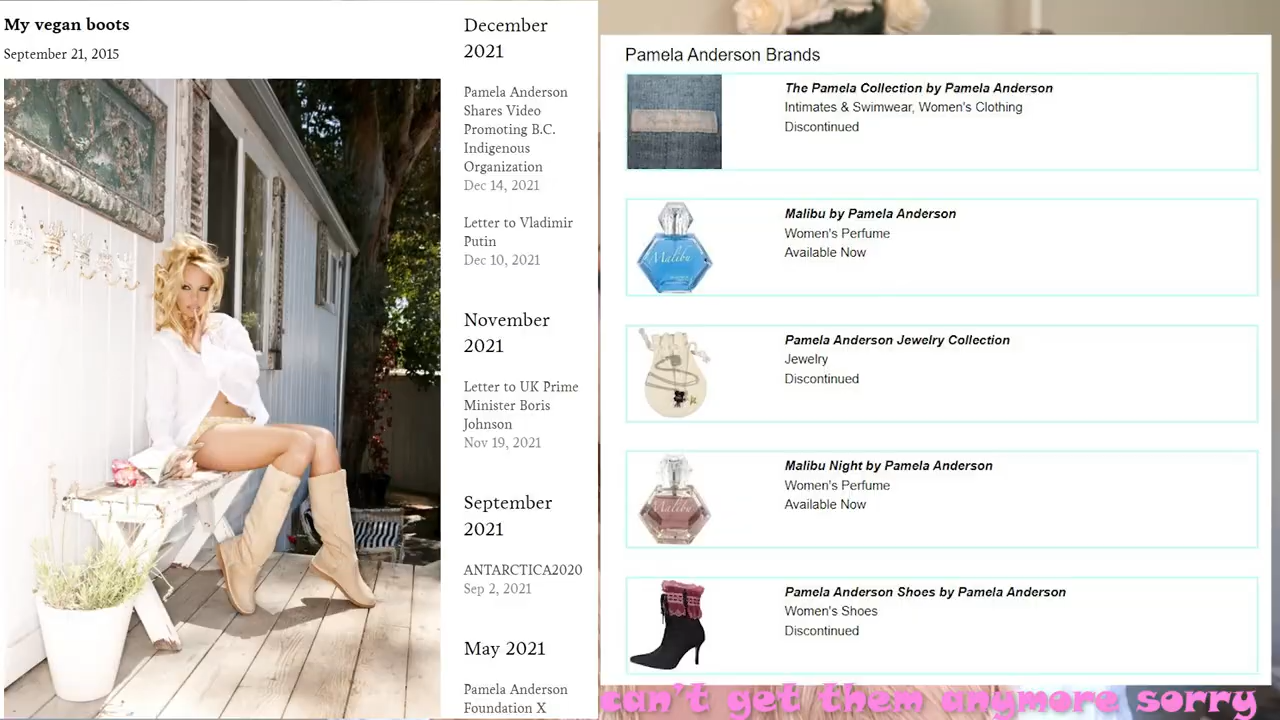 My vegan boots
September 21, 2015
December
2021
Pamela Anderson
Shares Video
Promoting B.C.
Indigenous
Organization
Dec 14, 2021
Letter to Vladimir
Putin
Dec 10, 2021
November
2021
Letter to UK Prime
Minister Boris
Johnson
Nov 19, 2021
September
2021
ANTARCTICA2020
Sep 2, 2021
May 2021
Pamela Anderson
Foundation X
Pamela Anderson Brands
The Pamela Collection by Pamela Anderson
Intimates & Swimwear, Women's Clothing
Discontinued
Malibu by Pamela Anderson
Women's Perfume
Available Now
Malibu
Pamela Anderson Jewelry Collection
Jewelry
Discontinued
Malibu Night by Pamela Anderson
Women's Perfume
Available Now
Malibu
Pamela Anderson Shoes by Pamela Anderson
Women's Shoes
Discontinued
can't get them anymore sorry